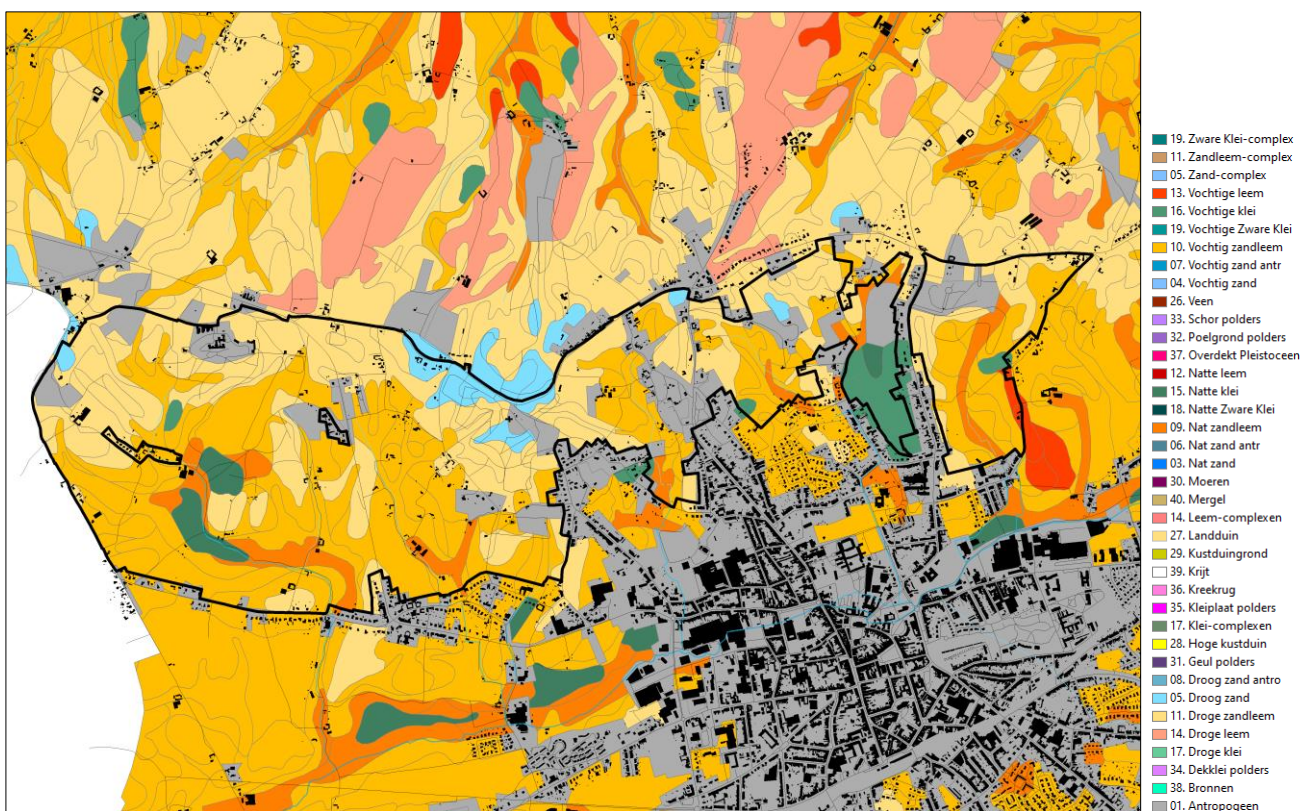 19. Zware Klei-complex
11. Zandleem-complex
05. Zand-complex
13. Vochtige leem
16. Vochtige klei
19. Vochtige Zware Klei
10. Vochtig zandleem
07. Vochtig zand antr
04. Vochtig zand
26. Veen
33. Schor polders
32. Poelgrond polders
37. Overdekt Pleistoceen
12. Natte leem
15. Natte klei
18. Natte Zware Klei
09. Nat zandleem
06. Nat zand antr
03. Nat zand
30. Moeren
40. Mergel
14. Leem-complexen
27. Landduin
29. Kustduingrond
39. Krijt
36. Kreekrug
35. Kleiplaat polders
17. Klei-complexen
28. Hoge kustduin
31. Geul polders
08. Droog zand antro
05. Droog zand
11. Droge zandleem
14. Droge leem
17. Droge klei
34. Dekklei polders
38. Bronnen
01. Antropogeen